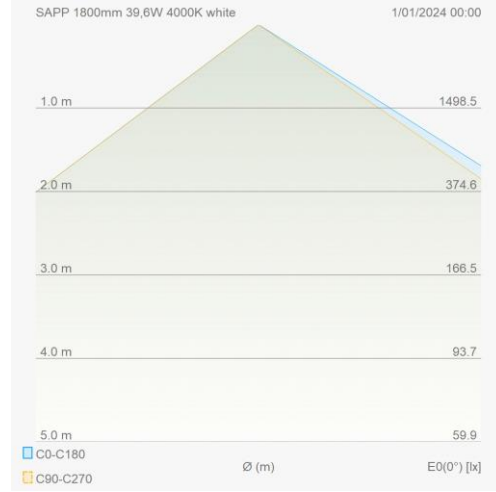 SAPP 1800mm 39,6W 4000K white 1/01/2024 00:00
1.0 m 1498.5
2.0 m 374.6
3.0 m 166.5
4.0 m 93.7
5.0 m 59.9
C0-C180
Ø (m) E0(0°) [lx]
C90-C270